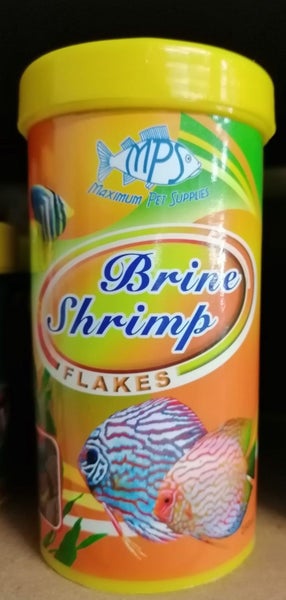 MPS
Maximum Pet Supplies
Brine
Shrimp
FLAKES